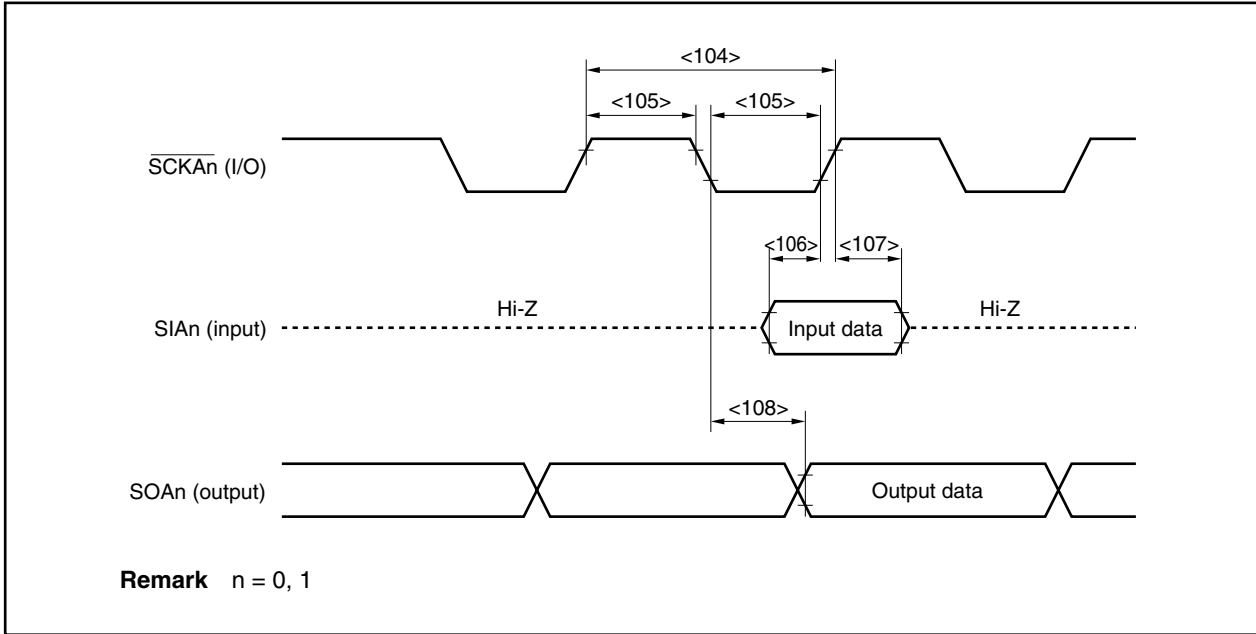 <104>
<105> <105>
SCKAn (I/O)
<106> <107>
Hi-Z Hi-Z
SIAn (input) Input data
<108>
SOAn (output) Output data
Remark n = 0, 1